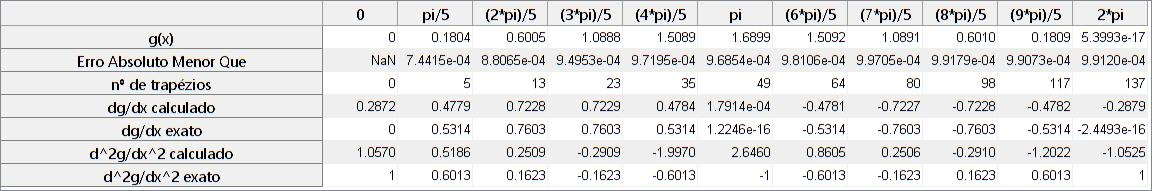 0 pi/5 (2*pi)/5 (3*pi)/5 (4*pi)/5 pi (6*pi)/5 (7*pi)/5 (8*pi)/5 (9*pi)/5 2*pi
g(x) 0 0.1804 0.6005 1.0888 1.5089 1.6899 1.5092 1.0891 0.6010 0.1809 5.3993e-17
Erro Absoluto Menor Que NaN 7.4415e-04 8.8065e-04 9.4953e-04 9.7195e-04 9.6854e-04 9.8106e-04 9.9705e-04 9.9179e-04 9.9073e-04 9.9120e-04
nº de trapézios 0 5 13 23 35 49 64 80 98 117 137
dg/dx calculado 0.2872 0.4779 0.7228 0.7229 0.4784 1.7914e-04 -0.4781 -0.7227 -0.7228 -0.4782 -0.2879
dg/dx exato 0 0.5314 0.7603 0.7603 0.5314 1.2246e-16 -0.5314 -0.7603 -0.7603 -0.5314 -2.4493e-16
d^2g/dx^2 calculado 1.0570 0.5186 0.2509 -0.2909 -1.9970 2.6460 0.8605 0.2506 -0.2910 -1.2022 -1.0525
d^2g/dx^2 exato 1 0.6013 0.1623 -0.1623 -0.6013 -1 -0.6013 -0.1623 0.1623 0.6013 1